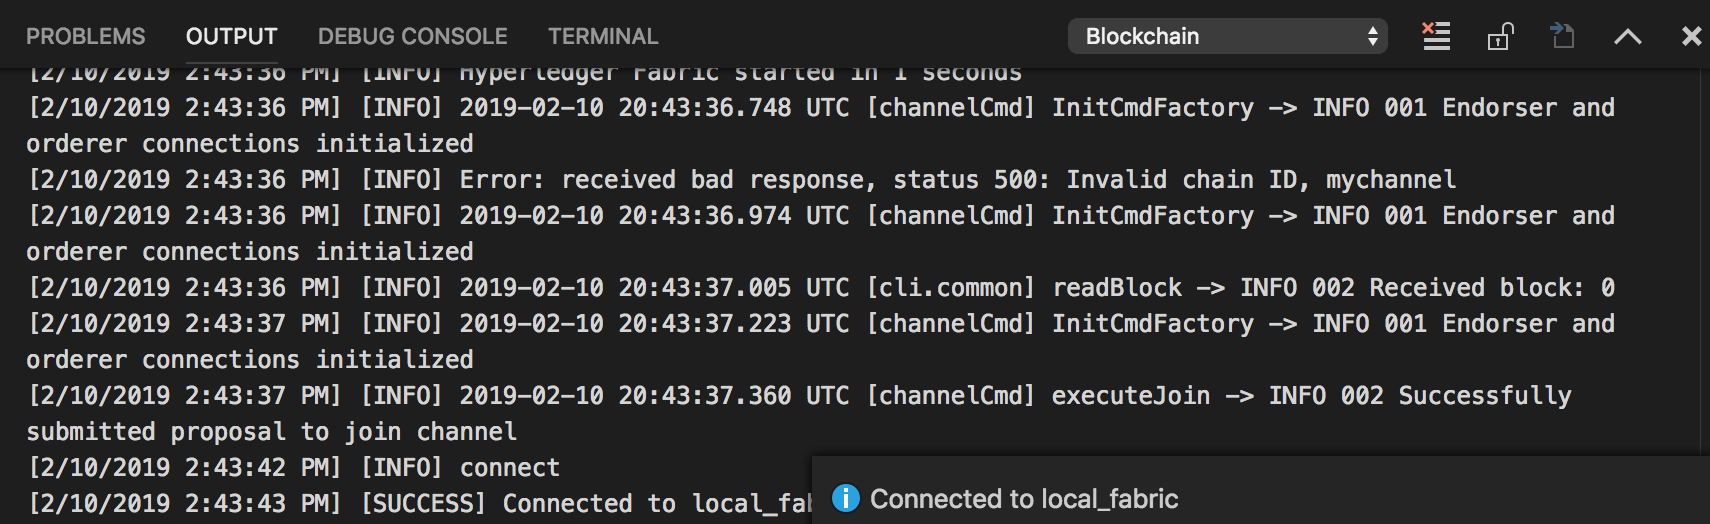 PROBLEMS OUTPUT DEBUG CONSOLE TERMINAL Blockchain
[2/10/2019 2:43:36 PM] [INFO] Hyperledger Fabric started in 1 seconds
[2/10/2019 2:43:36 PM] [INFO] 2019-02-10 20:43:36.748 UTC [channelCmd] InitCmdFactory -> INFO 001 Endorser and
orderer connections initialized
[2/10/2019 2:43:36 PM] [INFO] Error: received bad response, status 500: Invalid chain ID, mychannel
[2/10/2019 2:43:36 PM] [INFO] 2019-02-10 20:43:36.974 UTC [channelCmd] InitCmdFactory -> INFO 001 Endorser and
orderer connections initialized
[2/10/2019 2:43:36 PM] [INFO] 2019-02-10 20:43:37.005 UTC [cli.common] readBlock -> INFO 002 Received block: 0
[2/10/2019 2:43:37 PM] [INFO] 2019-02-10 20:43:37.223 UTC [channelCmd] InitCmdFactory -> INFO 001 Endorser and
orderer connections initialized
[2/10/2019 2:43:37 PM] [INFO] 2019-02-10 20:43:37.360 UTC [channelCmd] executeJoin -> INFO 002 Successfully
submitted proposal to join channel
[2/10/2019 2:43:42 PM] [INFO] connect
[2/10/2019 2:43:43 PM] [SUCCESS] Connected to local_fa
Connected to local_fabric